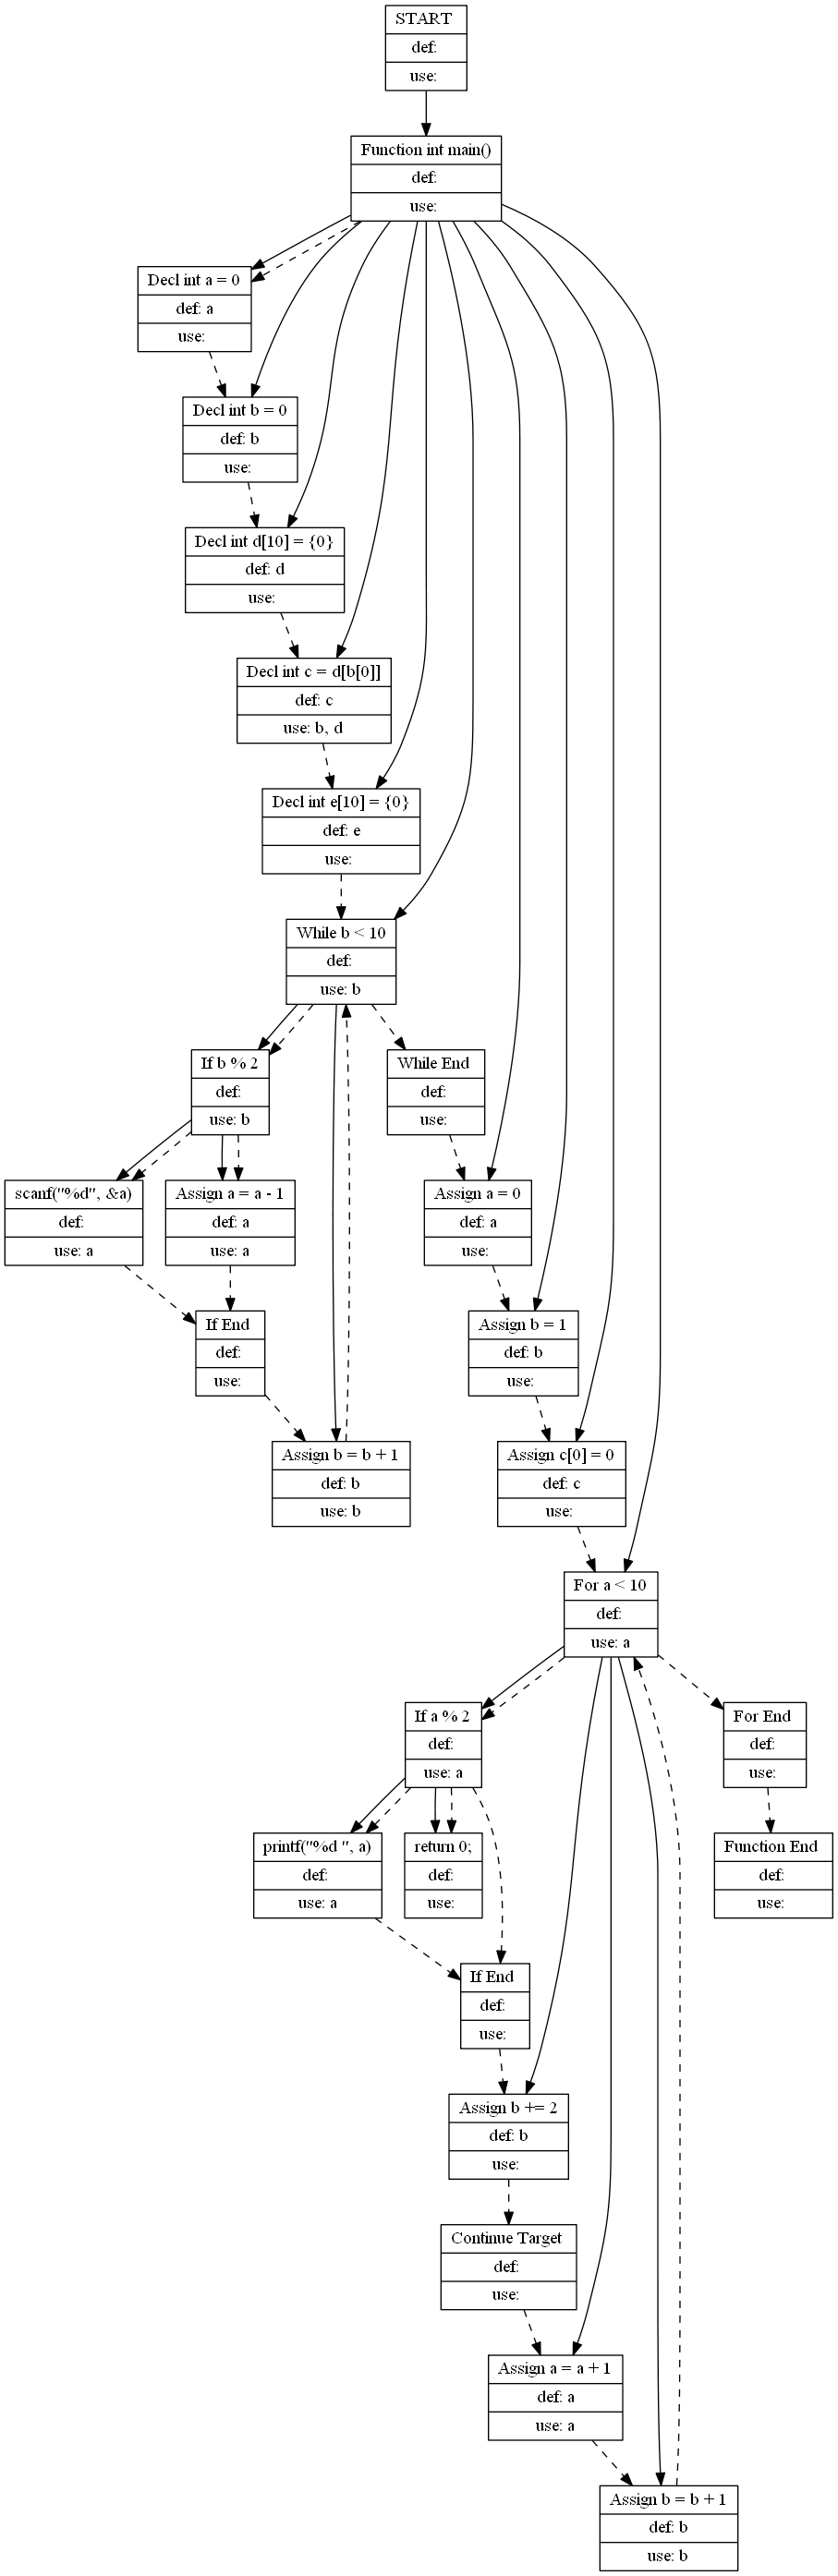 START
def:
use:
Function int main()
def:
use:
Decl int a = 0
def: a
use:
Decl int b = 0
def: b
use:
Decl int d[10] = {0}
def: d
use:
Decl int c = d[b[0]]
def: c
use: b, d
Decl int e[10] = {0}
def: e
use:
While b < 10
def:
use: b
If b % 2
def:
use: b
While End
def:
use:
scanf("%d", &a)
def:
use: a
Assign a = a - 1
def: a
use: a
Assign a = 0
def: a
use:
If End
def:
use:
Assign b = 1
def: b
use:
Assign b = b + 1
def: b
use: b
Assign c[0] = 0
def: c
use:
For a < 10
def:
use: a
If a % 2
def:
use: a
For End
def:
use:
printf("%d ", a)
def:
use: a
return 0;
def:
use:
Function End
def:
use:
If End
def:
use:
Assign b += 2
def: b
use:
Continue Target
def:
use:
Assign a = a + 1
def: a
use: a
Assign b = b + 1
def: b
use: b